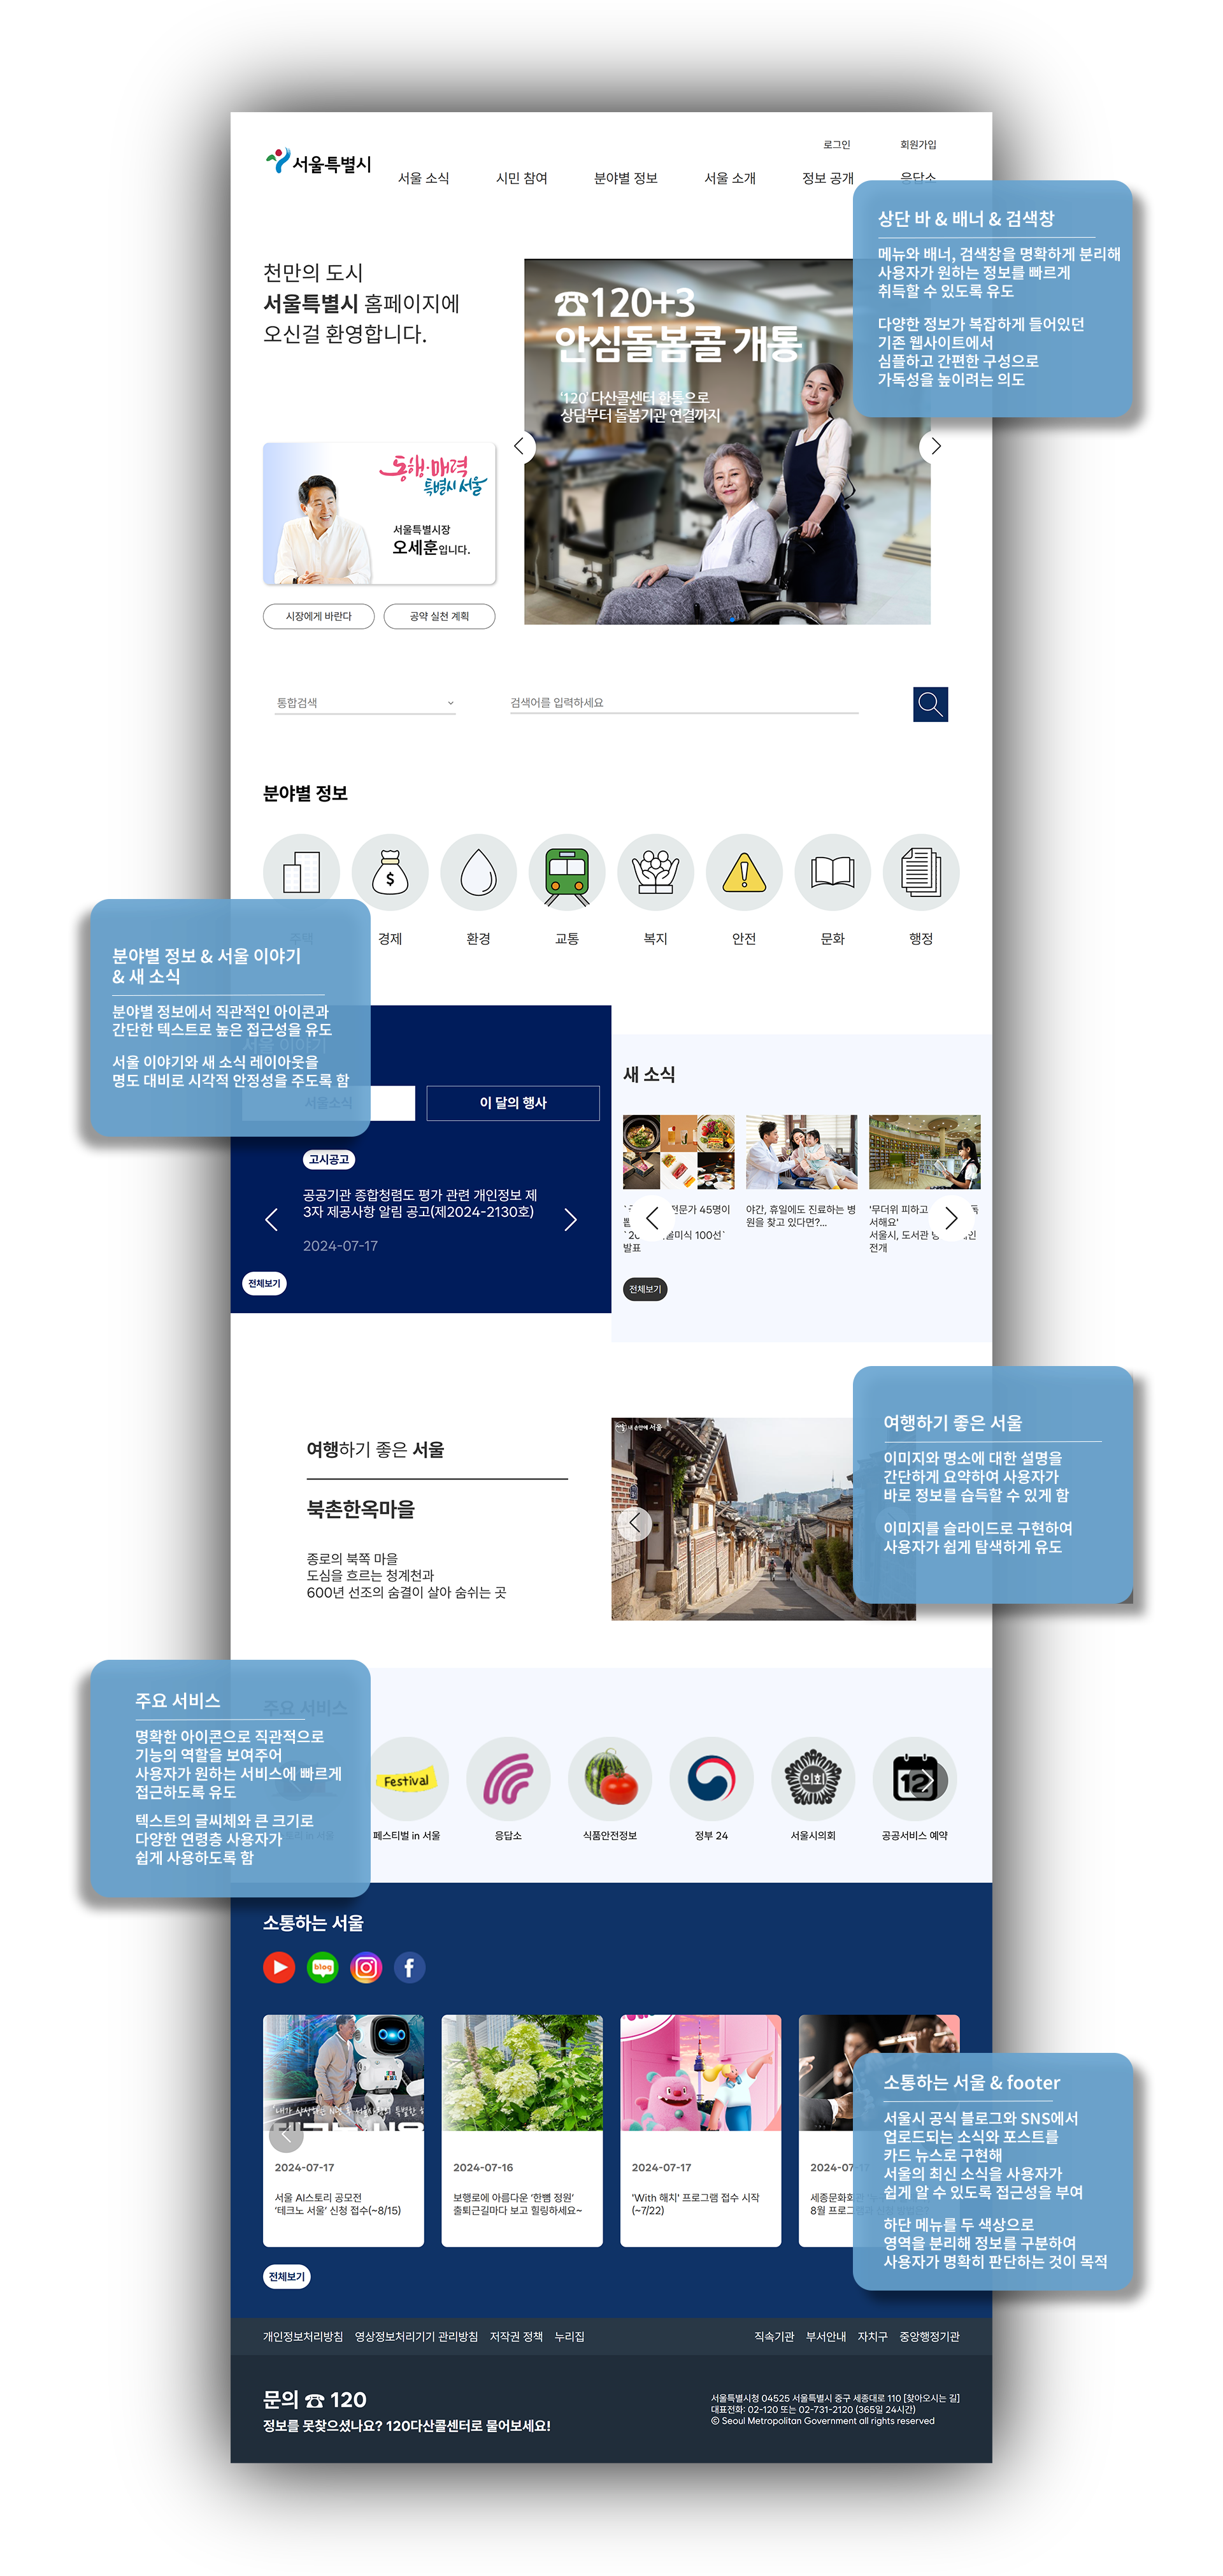 로그인 회원가입
서울특별시
서울 소식 시민 참여 분야별 정보 서울 소개 정보 공개 응답소
상단 바 & 배너 & 검색창
메뉴와 배너, 검색창을 명확하게 분리해
사용자가 원하는 정보를 빠르게
취득할 수 있도록 유도
다양한 정보가 복잡하게 들어있던
기존 웹사이트에서
심플하고 간편한 구성으로
가독성을 높이려는 의도
천만의 도시
서울특별시 홈페이지에
오신걸 환영합니다.
☎120+3
안심돌봄콜 개통
'120' 다산콜센터 한통으로
상담부터 돌봄기관 연결까지
동행·매력
특별시 서울
서울특별시장
오세훈입니다.
시장에게 바란다 공약 실천 계획
통합검색 검색어를 입력하세요
분야별 정보
주택 경제 환경 교통 복지 안전 문화 행정
분야별 정보 & 서울 이야기
& 새 소식
분야별 정보에서 직관적인 아이콘과
간단한 텍스트로 높은 접근성을 유도
서울 이야기와 새 소식 레이아웃을
명도 대비로 시각적 안정성을 주도록 함
서울 이야기
서울소식 이 달의 행사
고시공고
공공기관 종합청렴도 평가 관련 개인정보 제
3자 제공사항 알림 공고(제2024-2130호)
2024-07-17
전체보기
새 소식
전문가 45명이
미식 100선`
발표
야간, 휴일에도 진료하는 병
원을 찾고 있다면?...
'무더위 피하고
서해요'
서울시, 도서관
전개
전체보기
여행하기 좋은 서울
북촌한옥마을
종로의 북쪽 마을
도심을 흐르는 청계천과
600년 선조의 숨결이 살아 숨쉬는 곳
내 손안에 서울
여행하기 좋은 서울
이미지와 명소에 대한 설명을
간단하게 요약하여 사용자가
바로 정보를 습득할 수 있게 함
이미지를 슬라이드로 구현하여
사용자가 쉽게 탐색하게 유도
주요 서비스
주요 서비스
명확한 아이콘으로 직관적으로
기능의 역할을 보여주어
사용자가 원하는 서비스에 빠르게
접근하도록 유도
텍스트의 글씨체와 큰 크기로
다양한 연령층 사용자가
쉽게 사용하도록 함
Festival
의회
12
in 서울 페스티벌 in 서울 응답소 식품안전정보 정부 24 서울시의회 공공서비스 예약
소통하는 서울
blog
2024-07-17
서울 AI스토리 공모전
'테크노 서울' 신청 접수(~8/15)
2024-07-16
보행로에 아름다운 '한뼘 정원'
출퇴근길마다 보고 힐링하세요~
2024-07-17
'With 해치' 프로그램 접수 시작
(~7/22)
2024-07-17
세종문화회관
8월 프로그램
전체보기
소통하는 서울 & footer
서울시 공식 블로그와 SNS에서
업로드되는 소식와 포스트를
카드 뉴스로 구현해
서울의 최신 소식을 사용자가
쉽게 알 수 있도록 접근성을 부여
하단 메뉴를 두 색상으로
영역을 분리해 정보를 구분하여
사용자가 명확히 판단하는 것이 목적
개인정보처리방침 영상정보처리기기 관리방침 저작권 정책 누리집 직속기관 부서안내 자치구 중앙행정기관
문의 ☎ 120
정보를 못찾으셨나요? 120다산콜센터로 물어보세요!
서울특별시청 04525 서울특별시 중구 세종대로 110 [찾아오시는 길]
대표전화: 02-120 또는 02-731-2120 (365일 24시간)
© Seoul Metropolitan Government all rights reserved